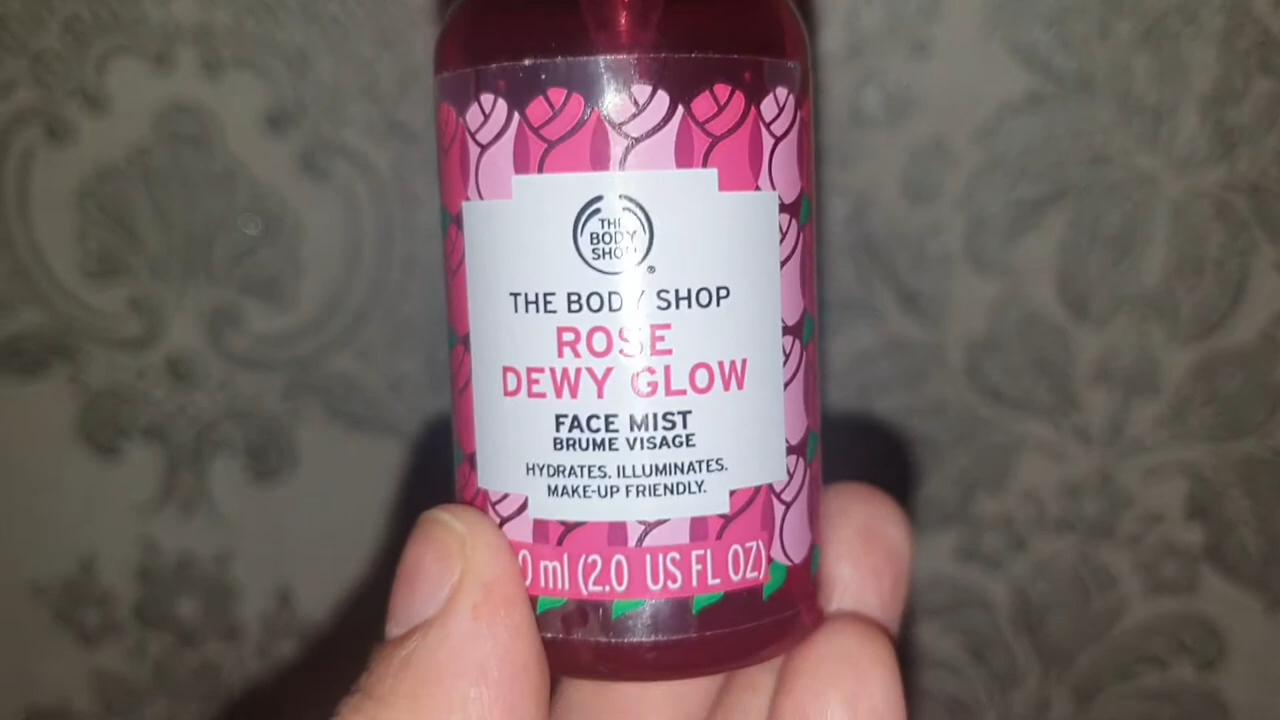 THE
BODY
SHOP
®
THE BODY SHOP
ROSE
DEWY GLOW
FACE MIST
BRUME VISAGE
HYDRATES. ILLUMINATES.
MAKE-UP FRIENDLY.
0 ml (2.0 US FL OZ)